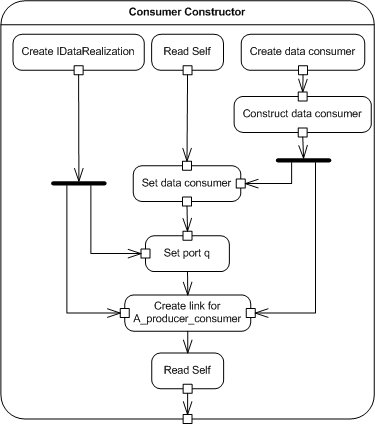 Consumer Constructor
Create IDataRealization
Read Self
Create data consumer
Construct data consumer
Set data consumer
Set port q
Create link for
A_producer_consumer
Read Self